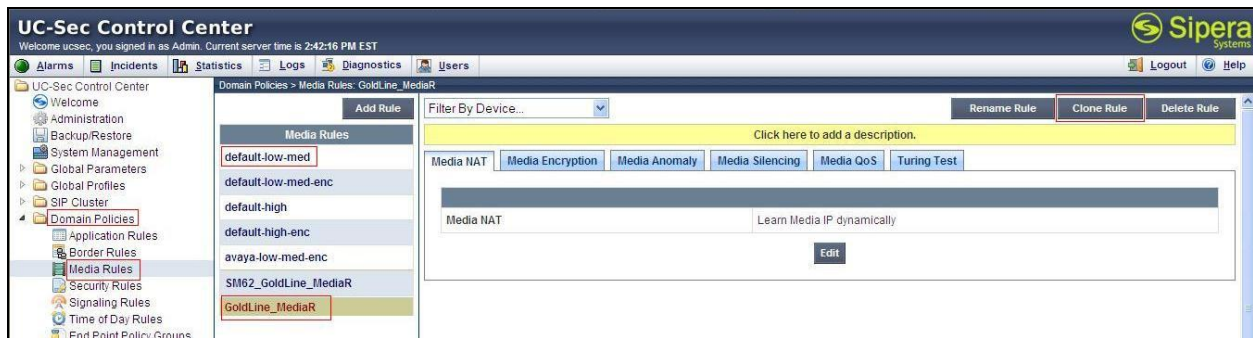 UC-Sec Control Center
Welcome ucsec, you signed in as Admin. Current server time is 2:42:16 PM EST
Sipera
Systems
Alarms Incidents Statistics Logs Diagnostics Users Logout Help
UC-Sec Control Center
Welcome
Administration
Backup/Restore
System Management
Global Parameters
Global Profiles
SIP Cluster
Domain Policies
Application Rules
Border Rules
Media Rules
Security Rules
Signaling Rules
Time of Day Rules
End Point Policy Groups
Domain Policies > Media Rules: GoldLine_MediaR
Add Rule
Media Rules
default-low-med
default-low-med-enc
default-high
default-high-enc
avaya-low-med-enc
SM62_GoldLine_MediaR
GoldLine_MediaR
Filter By Device...
Rename Rule Clone Rule Delete Rule
Click here to add a description.
Media NAT Media Encryption Media Anomaly Media Silencing Media QoS Turing Test
Media NAT Learn Media IP dynamically
Edit